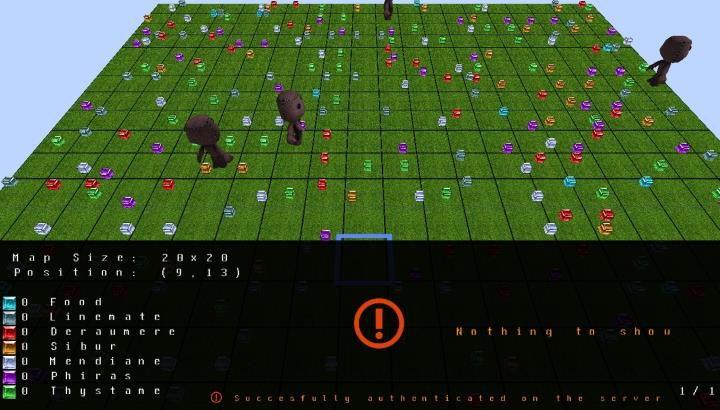 Map Size: 20x20
Position: (9,13)
0 Food
0 Linemate
0 Deraumere
0 Sibur
0 Mendiane
0 Phiras
0 Thystame
Nothing to show
1/1
Succesfully authenticated on the server